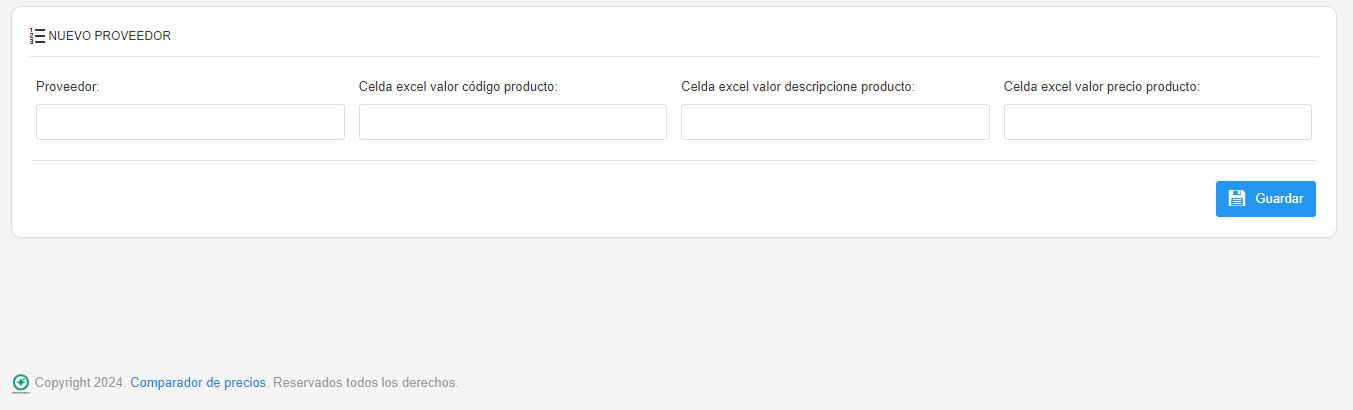 NUEVO PROVEEDOR
Proveedor: Celda excel valor código producto: Celda excel valor descripcione producto: Celda excel valor precio producto:
Guardar
Copyright 2024. Comparador de precios. Reservados todos los derechos.